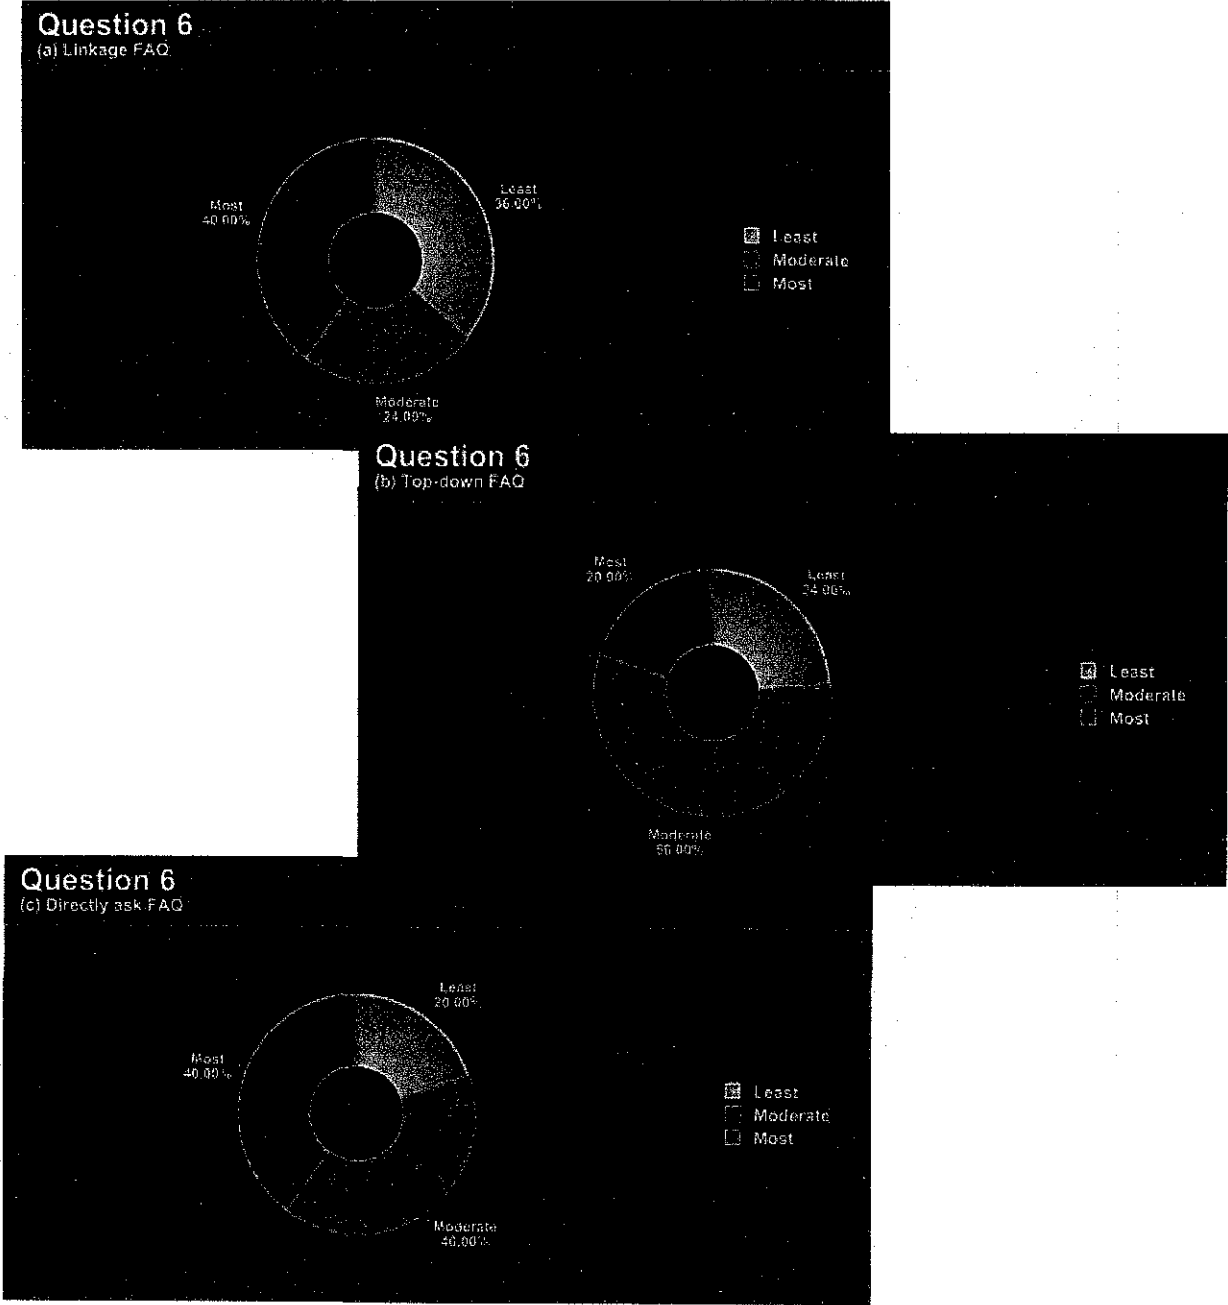 Question 6
(a) Linkage FAQ
Most
40.00%
Least
36.00%
Moderate
24.00%
Least
Moderate
Most
Question 6
(b) Top-down FAQ
Most
20.00%
Least
24.00%
Moderate
56.00%
Least
Moderate
Most
Question 6
(c) Directly ask FAQ
Least
20.00%
Most
40.00%
Moderate
40.00%
Least
Moderate
Most